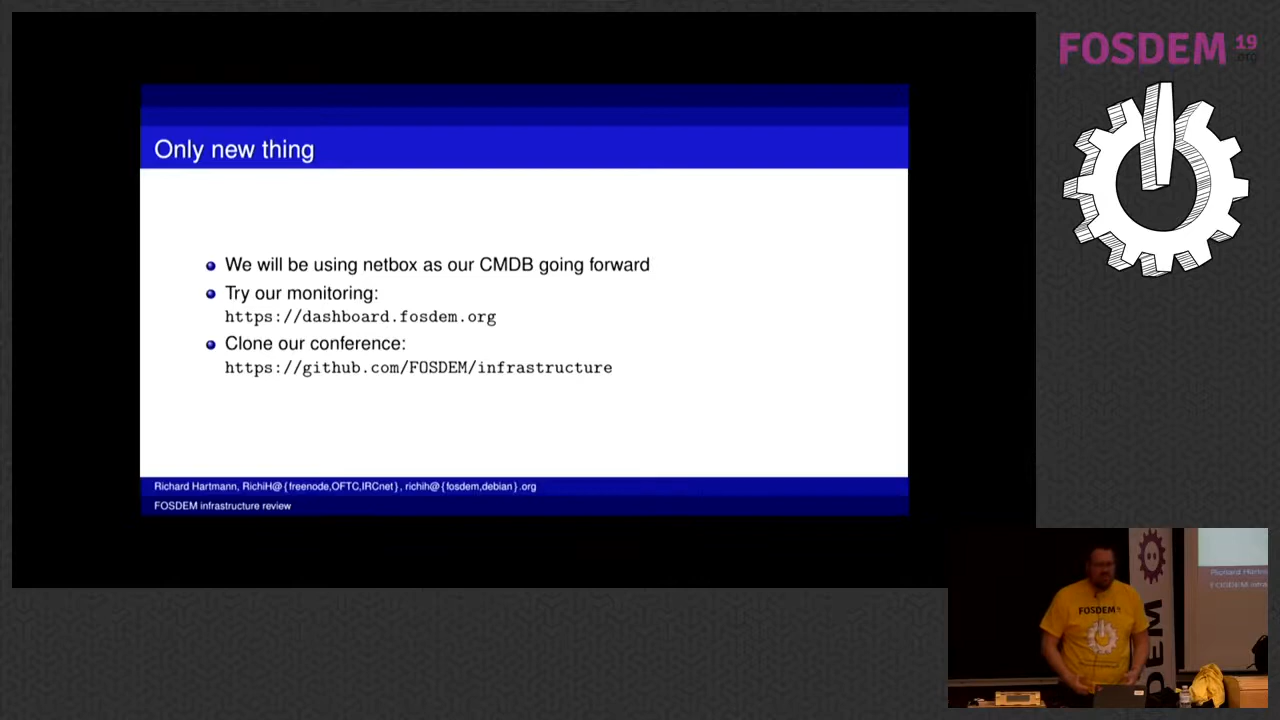 FOSDEM 19
.org
Only new thing
We will be using netbox as our CMDB going forward
Try our monitoring:
https://dashboard.fosdem.org
Clone our conference:
https://github.com/FOSDEM/infrastructure
Richard Hartmann, RichiH@{freenode,OFTC,IRCnet}, richih@{fosdem,debian}.org
FOSDEM infrastructure review
FOSDEM
DEM